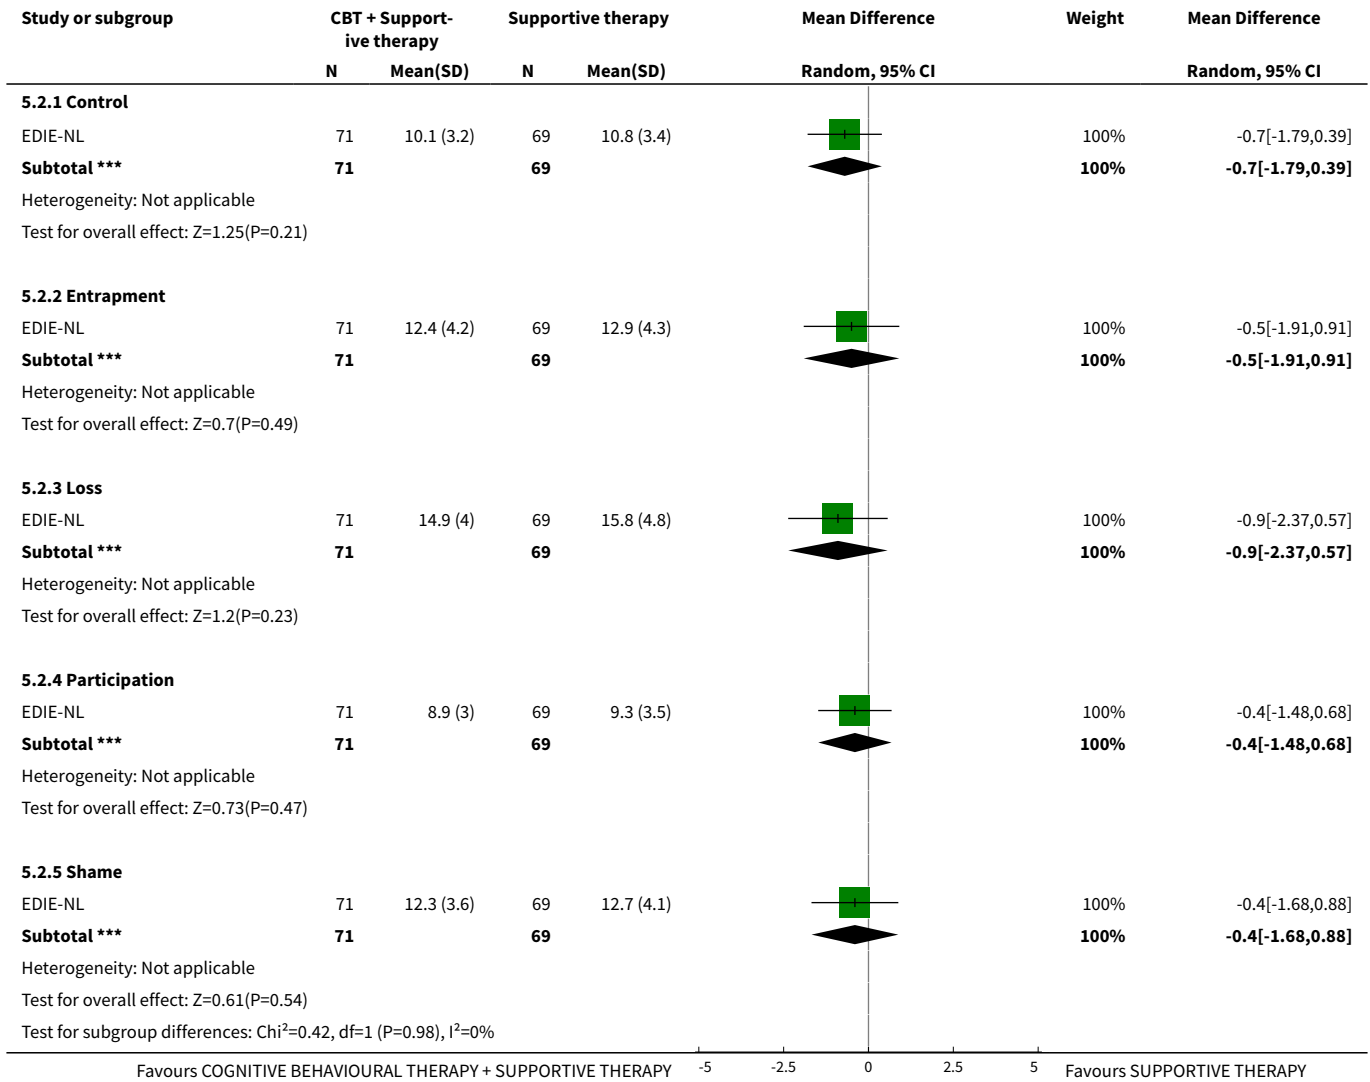 Study or subgroup CBT + Support- Supportive therapy Mean Difference Weight Mean Difference
ive therapy
N Mean(SD) N Mean(SD) Random, 95% CI Random, 95% CI
5.2.1 Control
EDIE-NL 71 10.1 (3.2) 69 10.8 (3.4) 100% -0.7[-1.79,0.39]
Subtotal *** 71 69 100% -0.7[-1.79,0.39]
Heterogeneity: Not applicable
Test for overall effect: Z=1.25(P=0.21)
5.2.2 Entrapment
EDIE-NL 71 12.4 (4.2) 69 12.9 (4.3) 100% -0.5[-1.91,0.91]
Subtotal *** 71 69 100% -0.5[-1.91,0.91]
Heterogeneity: Not applicable
Test for overall effect: Z=0.7(P=0.49)
5.2.3 Loss
EDIE-NL 71 14.9 (4) 69 15.8 (4.8) 100% -0.9[-2.37,0.57]
Subtotal *** 71 69 100% -0.9[-2.37,0.57]
Heterogeneity: Not applicable
Test for overall effect: Z=1.2(P=0.23)
5.2.4 Participation
EDIE-NL 71 8.9 (3) 69 9.3 (3.5) 100% -0.4[-1.48,0.68]
Subtotal *** 71 69 100% -0.4[-1.48,0.68]
Heterogeneity: Not applicable
Test for overall effect: Z=0.73(P=0.47)
5.2.5 Shame
EDIE-NL 71 12.3 (3.6) 69 12.7 (4.1) 100% -0.4[-1.68,0.88]
Subtotal *** 71 69 100% -0.4[-1.68,0.88]
Heterogeneity: Not applicable
Test for overall effect: Z=0.61(P=0.54)
Test for subgroup differences: Chi²=0.42, df=1 (P=0.98), I²=0%
Favours COGNITIVE BEHAVIOURAL THERAPY + SUPPORTIVE THERAPY -5 -2.5 0 2.5 5 Favours SUPPORTIVE THERAPY